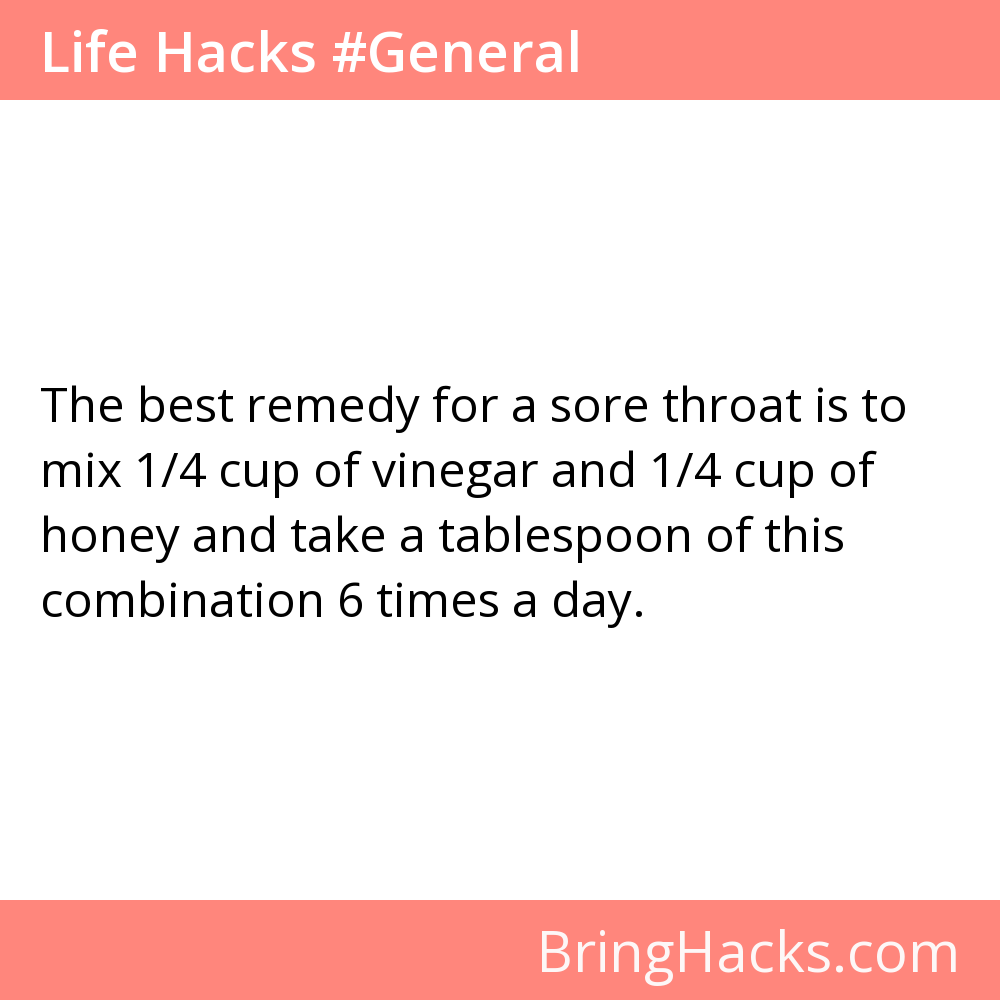 Life Hacks #General
The best remedy for a sore throat is to
mix 1/4 cup of vinegar and 1/4 cup of
honey and take a tablespoon of this
combination 6 times a day.
BringHacks.com